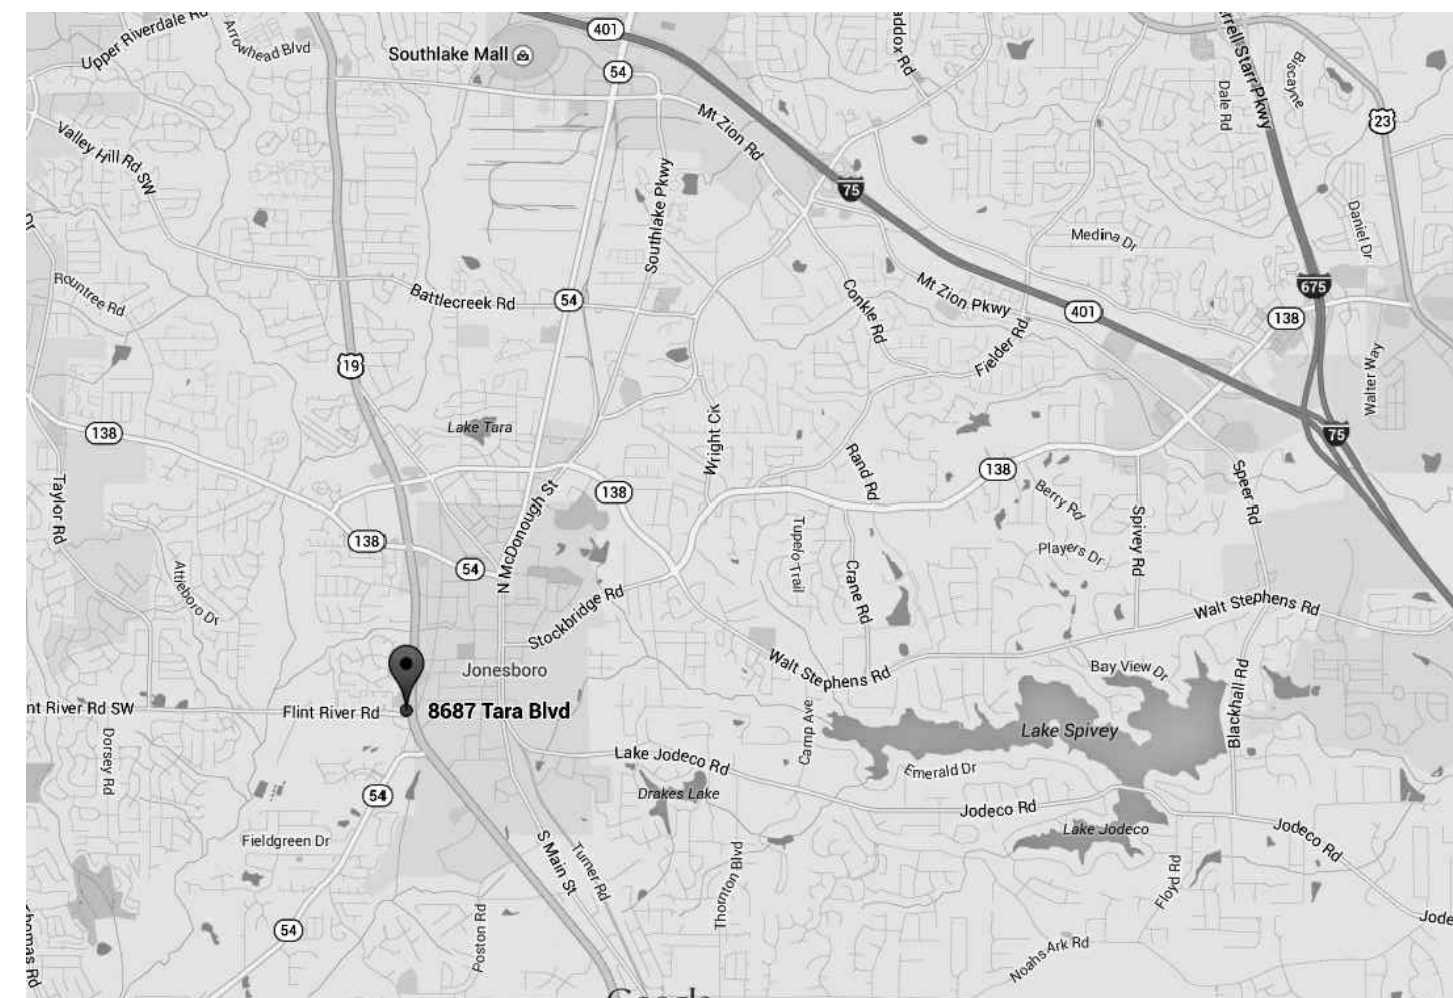 Upper Riverdale Rd
Arrowhead Blvd
Southlake Mall
401
54
Biscayne
Dale Rd
23
Valley Hill Rd SW
Mt Zion Rd
75
Southlake Pkwy
Medina Dr
Daniel Dr
Rountree Rd
Battlecreek Rd
54
Conkle Rd
Mt Zion Pkwy
401
675
138
19
Fielder Rd
Walter Way
138
Lake Tara
Wright Cir
75
Taylor Rd
138
N McDonough St
Rand Rd
138
Berry Rd
Speer Rd
138
54
Tupelo Trail
Players Dr
Spivey Rd
Attleboro Dr
Crane Rd
Stockbridge Rd
Walt Stephens Rd
Jonesboro
Walt Stephens Rd
Bay View Dr
nt River Rd SW
Flint River Rd
8687 Tara Blvd
Camp Ave
Lake Spivey
Blackhall Rd
Dorsey Rd
Lake Jodeco Rd
Emerald Dr
54
Drakes Lake
Jodeco Rd
Fieldgreen Dr
Lake Jodeco
Jodeco Rd
S Main St
Turner Rd
Thornton Blvd
Floyd Rd
Jode
54
Poston Rd
Noahs Ark Rd
Google